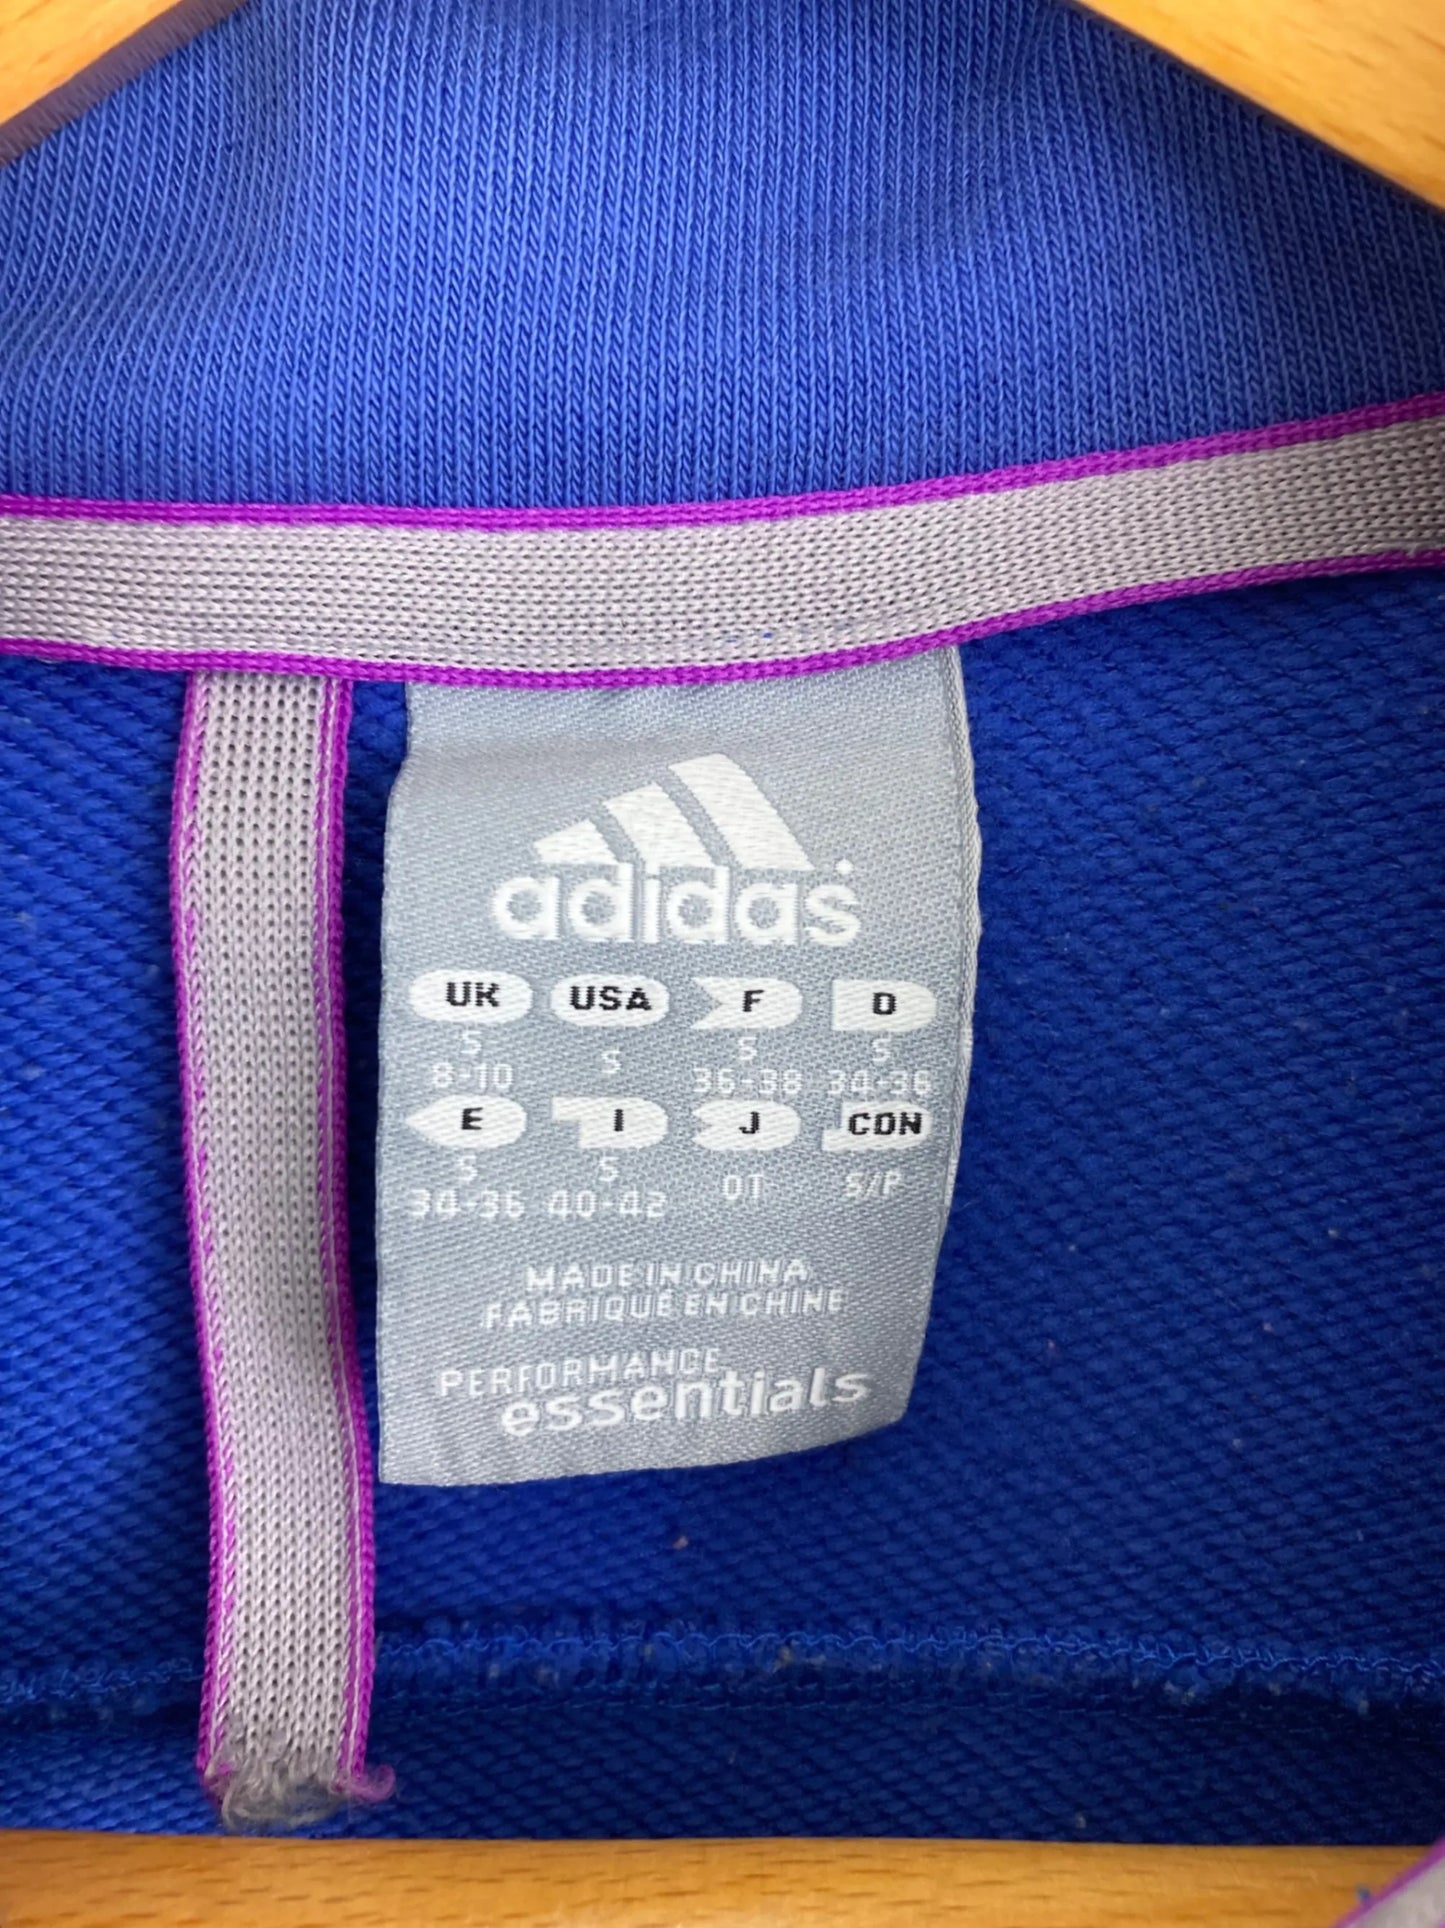 adidas
UK USA F D
S S S S
8-10 36-38 34-36
E I J CDN
S S OT S/P
34-36 40-42
MADE IN CHINA
FABRIQUÉ EN CHINE
PERFORMANCE
essentials